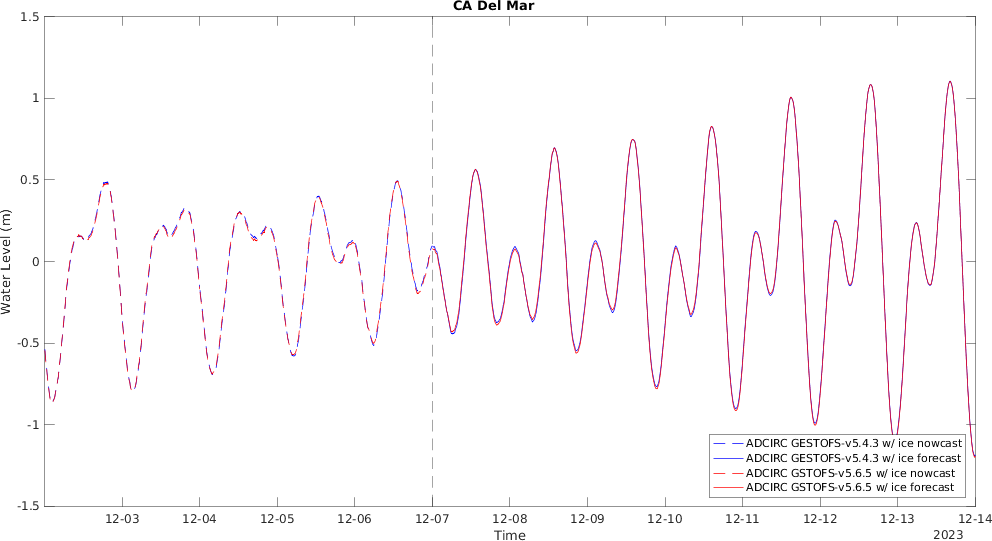 CA Del Mar
1.5
1
0.5
0
-0.5
-1
-1.5
Water Level (m)
12-03 12-04 12-05 12-06 12-07 12-08 12-09 12-10 12-11 12-12 12-13 12-14
Time
2023
ADCIRC GESTOFS-v5.4.3 w/ ice nowcast
ADCIRC GESTOFS-v5.4.3 w/ ice forecast
ADCIRC GSTOFS-v5.6.5 w/ ice nowcast
ADCIRC GSTOFS-v5.6.5 w/ ice forecast